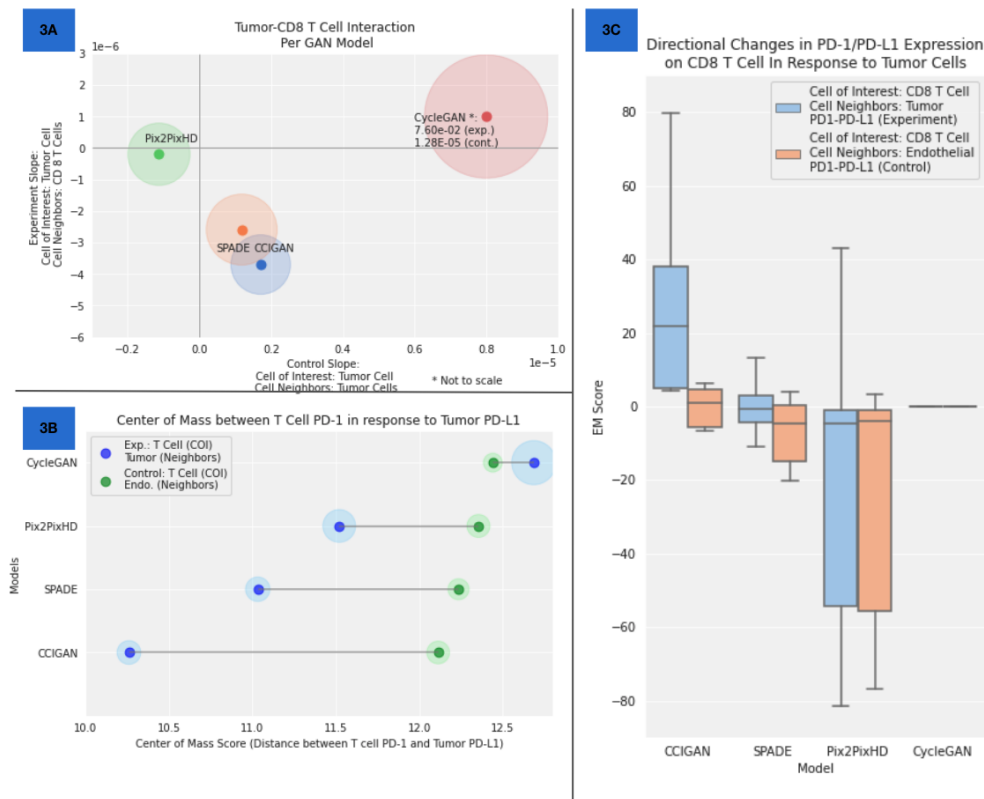 3A
Tumor-CD8 T Cell Interaction
Per GAN Model
1e−6
3
2
1
0
−1
−2
−3
−4
−5
−6
Experiment Slope:
Cell of Interest: Tumor Cell
Cell Neighbors: CD 8 T Cells
Pix2PixHD
CycleGAN *:
7.60e-02 (exp.)
1.28E-05 (cont.)
SPADE
CCIGAN
−0.2
0.0
0.2
0.4
0.6
0.8
1.0
1e−5
Control Slope:
Cell of Interest: Tumor Cell
Cell Neighbors: Tumor Cells
* Not to scale
3B
Center of Mass between T Cell PD-1 in response to Tumor PD-L1
Exp.: T Cell (COI)
Tumor (Neighbors)
Control: T Cell (COI)
Endo. (Neighbors)
Models
CycleGAN
Pix2PixHD
SPADE
CCIGAN
10.0
10.5
11.0
11.5
12.0
12.5
Center of Mass Score (Distance between T cell PD-1 and Tumor PD-L1)
3C
Directional Changes in PD-1/PD-L1 Expression
on CD8 T Cell In Response to Tumor Cells
Cell of Interest: CD8 T Cell
Cell Neighbors: Tumor
PD1-PD-L1 (Experiment)
Cell of Interest: CD8 T Cell
Cell Neighbors: Endothelial
PD1-PD-L1 (Control)
EM Score
80
60
40
20
0
−20
−40
−60
−80
CCIGAN
SPADE
Pix2PixHD
CycleGAN
Model